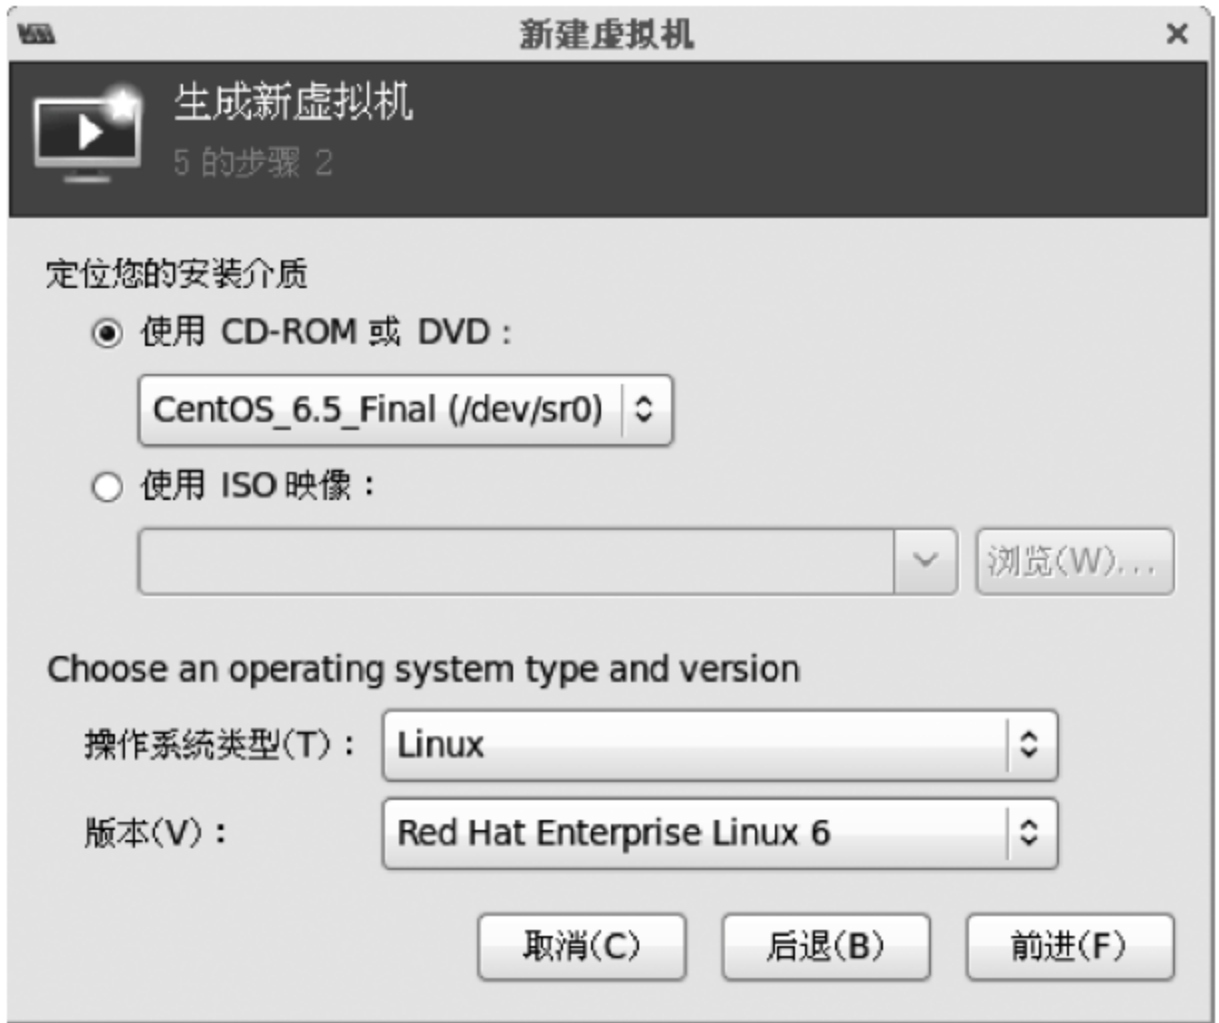 新建虚拟机
生成新虚拟机
5 的步骤 2
定位您的安装介质
使用 CD-ROM 或 DVD：
CentOS_6.5_Final (/dev/sr0)
使用 ISO 映像：
浏览(W)...
Choose an operating system type and version
操作系统类型(T)： Linux
版本(V)： Red Hat Enterprise Linux 6
取消(C) 后退(B) 前进(F)